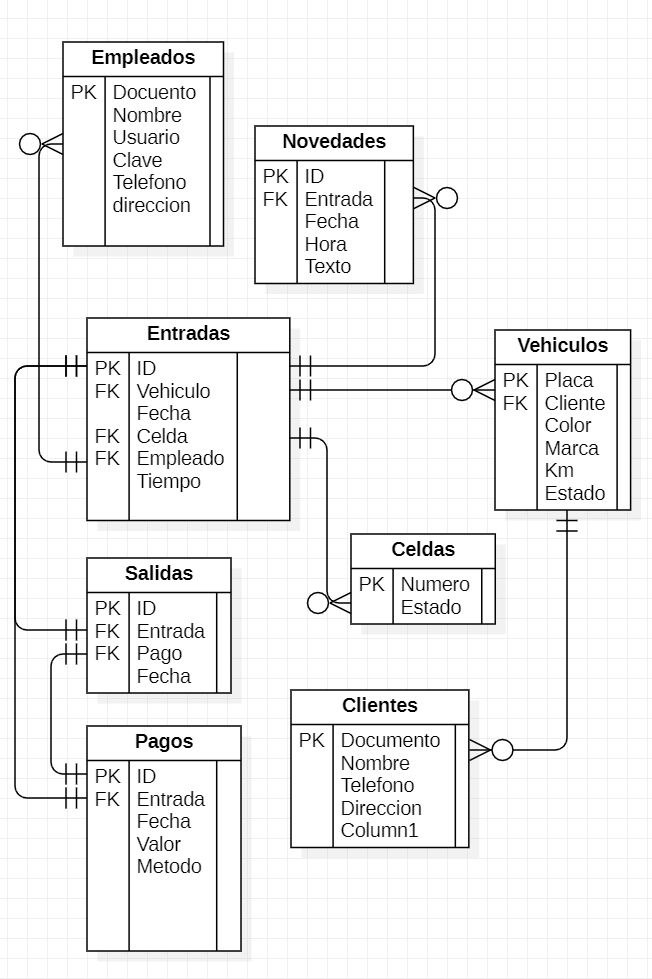 Empleados
PK Docuento
Nombre
Usuario
Clave
Telefono
direccion
Novedades
PK ID
FK Entrada
Fecha
Hora
Texto
Entradas
PK ID
FK Vehiculo
Fecha
FK Celda
FK Empleado
Tiempo
Vehiculos
PK Placa
FK Cliente
Color
Marca
Km
Estado
Celdas
PK Numero
Estado
Salidas
PK ID
FK Entrada
FK Pago
Fecha
Clientes
PK Documento
Nombre
Telefono
Direccion
Column1
Pagos
PK ID
FK Entrada
Fecha
Valor
Metodo